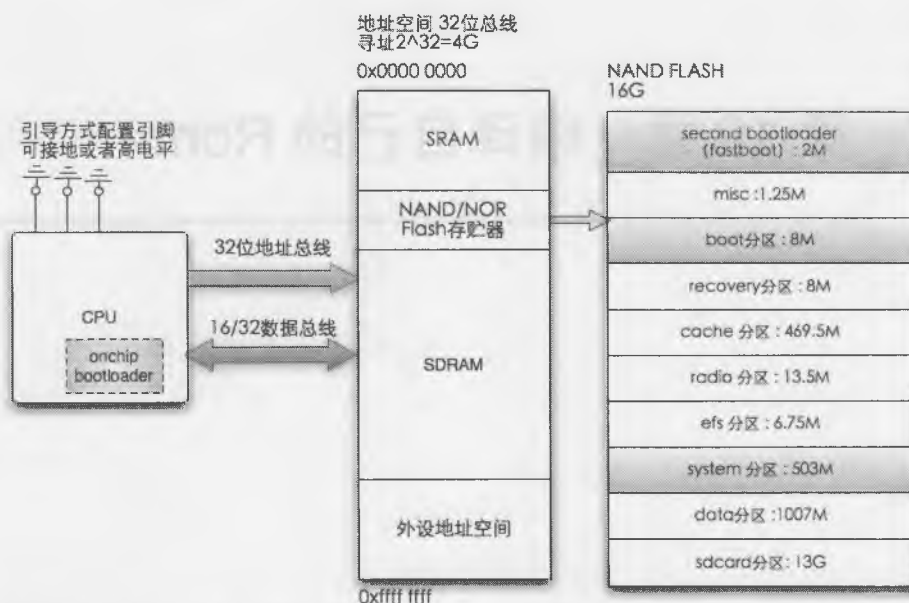 地址空间 32位总线
寻址2^32=4G
0x0000 0000
NAND FLASH
16G
引导方式配置引脚
可接地或者高电平
SRAM
second bootloader
(fastboot) : 2M
misc :1.25M
NAND/NOR
Flash存贮器
boot分区 : 8M
32位地址总线
recovery分区 : 8M
CPU
16/32数据总线
cache 分区 : 469.5M
onchip
bootloader
SDRAM
radio 分区 : 13.5M
efs 分区 : 6.75M
system 分区 : 503M
data分区 :1007M
外设地址空间
sdcard分区: 13G
0xffff ffff